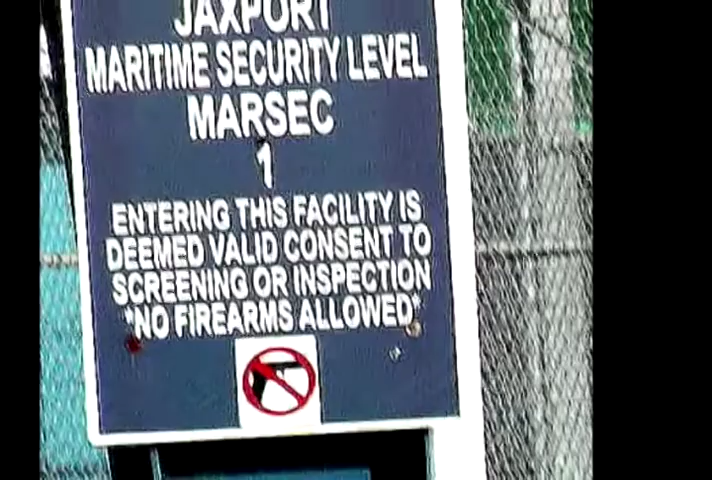 JAXPORT
MARITIME SECURITY LEVEL
MARSEC
1
ENTERING THIS FACILITY IS
DEEMED VALID CONSENT TO
SCREENING OR INSPECTION
*NO FIREARMS ALLOWED*